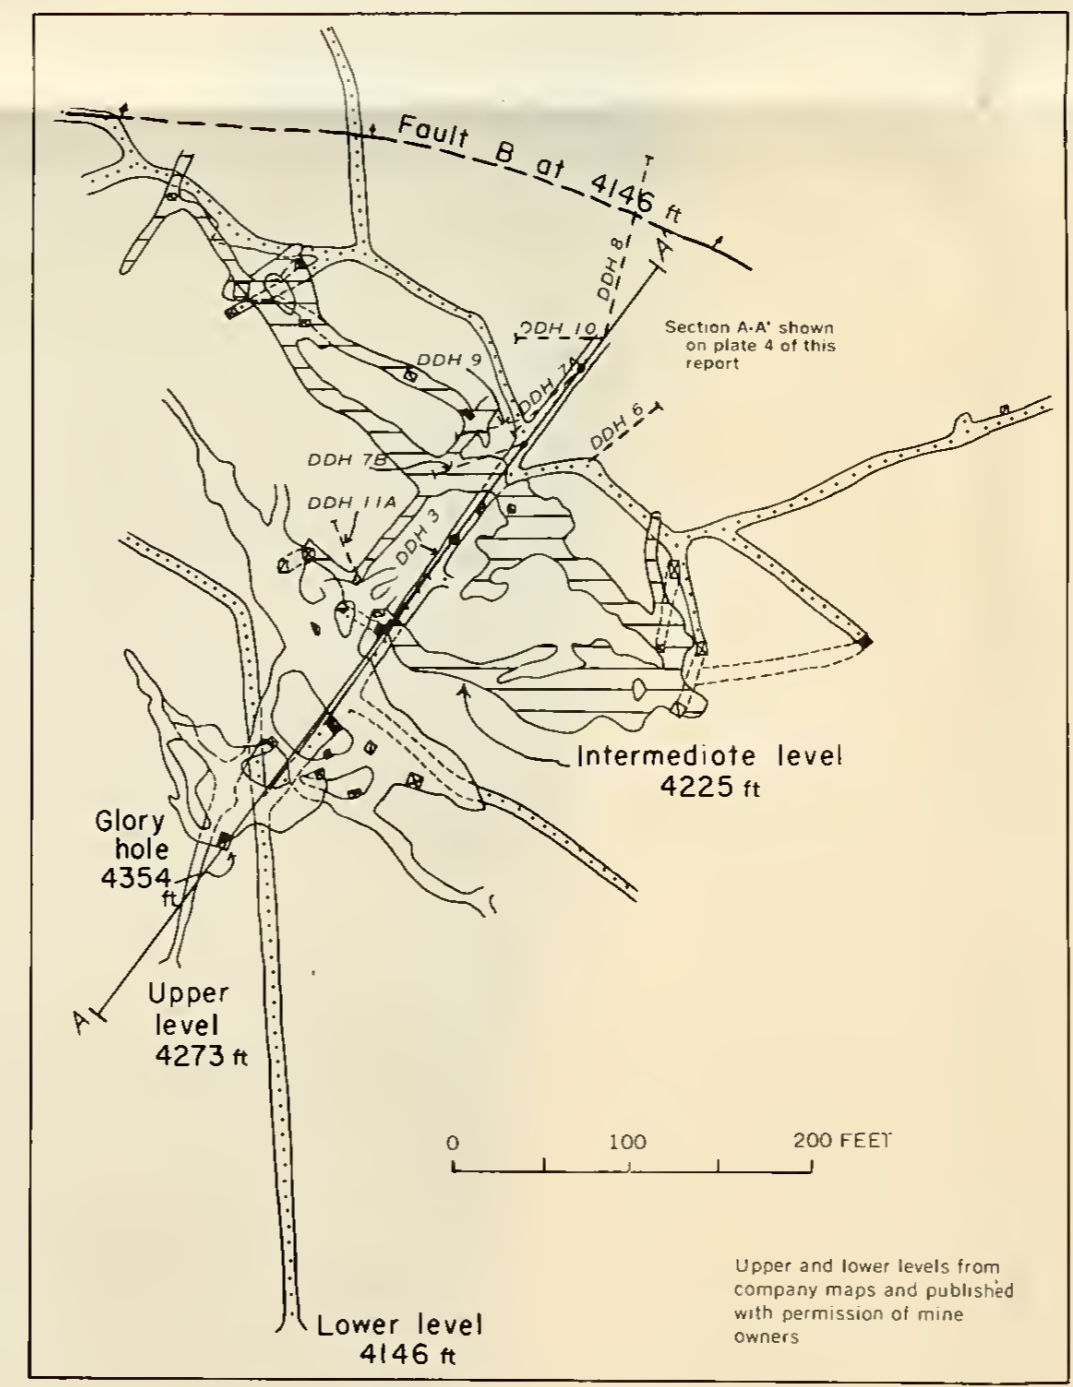 Fault B at 4146 ft
A'
DDH 8
DDH 10
Section A-A' shown
on plate 4 of this
report
DDH 9
DDH 7A
DDH 6
DDH 7B
DDH 11A
DDH 3
Intermediate level
4225 ft
Glory
hole
4354
ft
A
Upper
level
4273 ft
0 100 200 FEET
Upper and lower levels from
company maps and published
with permission of mine
owners
Lower level
4146 ft